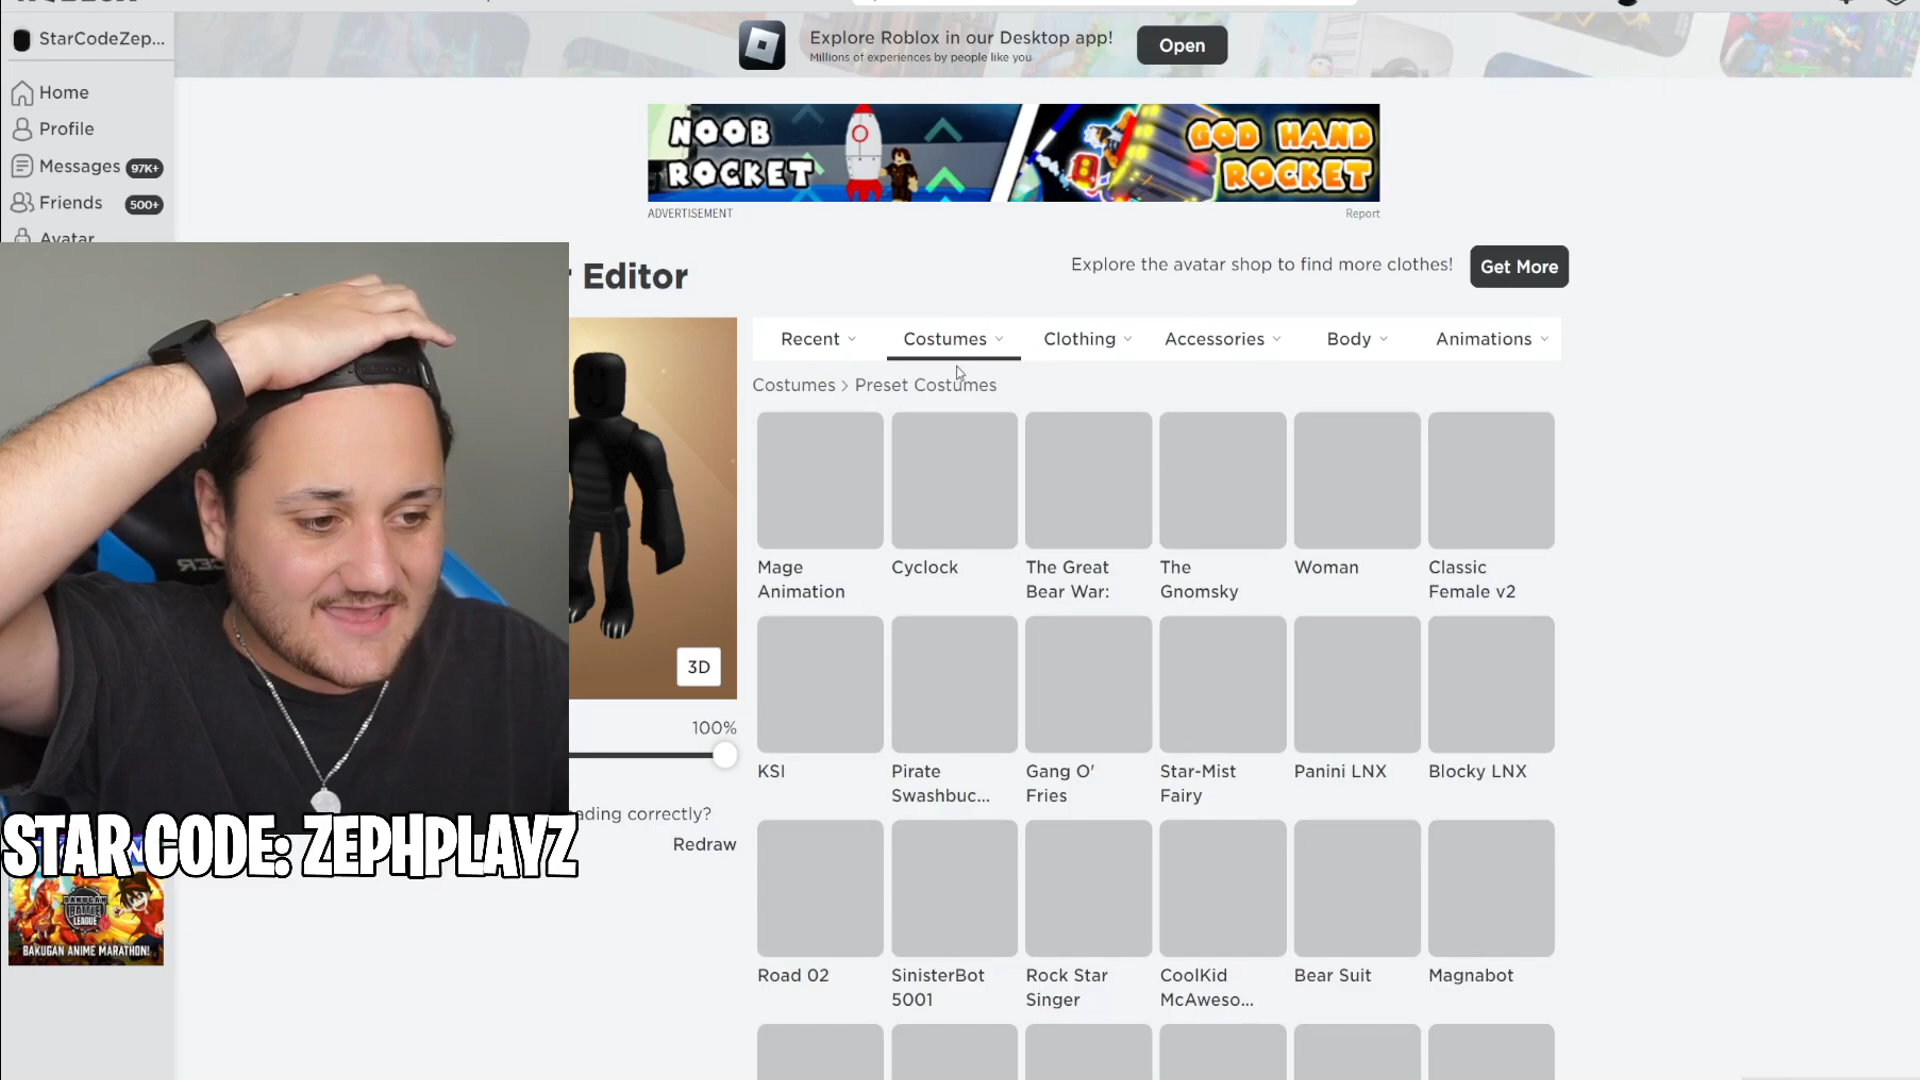 StarCodeZep...
Explore Roblox in our Desktop app!
Millions of experiences by people like you
Open
Home
Profile
Messages 97K+
Friends 500+
Avatar
NOOB ROCKET
GOD HAND ROCKET
ADVERTISEMENT
Report
Editor
Explore the avatar shop to find more clothes!
Get More
Recent
Costumes
Clothing
Accessories
Body
Animations
Costumes > Preset Costumes
Mage Animation
Cyclock
The Great Bear War:
The Gnomsky
Woman
Classic Female v2
3D
100%
KSI
Pirate Swashbuc...
Gang O' Fries
Star-Mist Fairy
Panini LNX
Blocky LNX
ading correctly?
Redraw
STAR CODE: ZEPHPLAYZ
BAKUGAN BATTLE LEAGUE
BAKUGAN ANIME MARATHON!
Road 02
SinisterBot 5001
Rock Star Singer
CoolKid McAweso...
Bear Suit
Magnabot